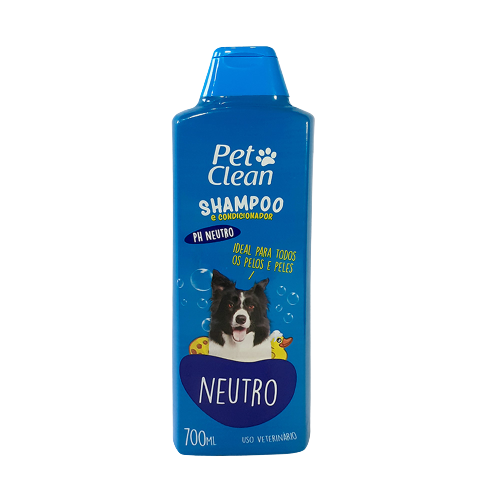 Pet Clean
SHAMPOO
E CONDICIONADOR
PH NEUTRO
IDEAL PARA TODOS
OS PELOS E PELES
NEUTRO
700ML
USO VETERINÁRIO